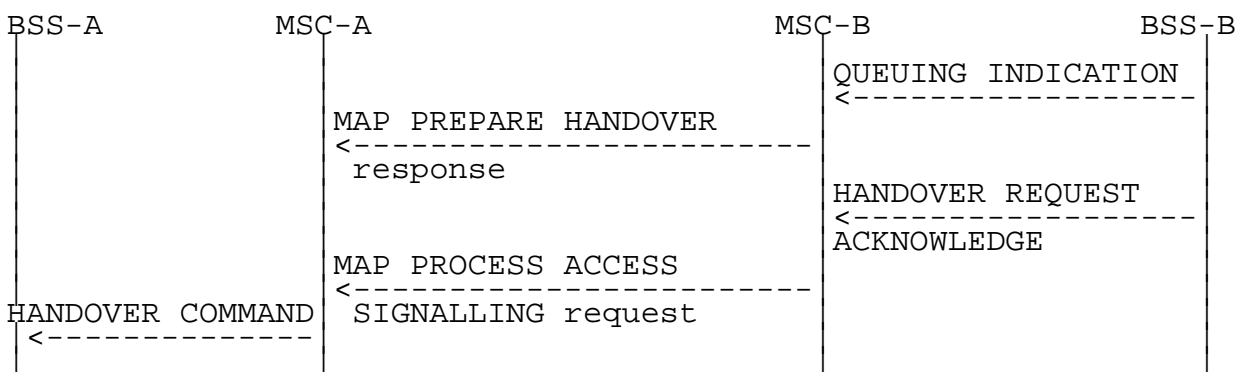 BSS-A MSC-A MSC-B BSS-B
QUEUING INDICATION
MAP PREPARE HANDOVER
response
HANDOVER REQUEST
ACKNOWLEDGE
MAP PROCESS ACCESS
HANDOVER COMMAND SIGNALLING request